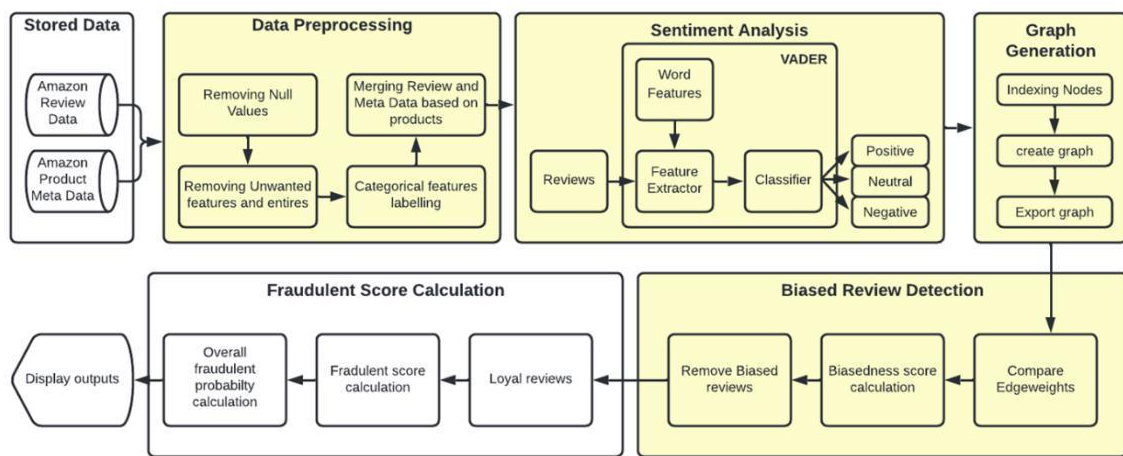 Stored Data
Amazon
Review
Data
Amazon
Product
Meta Data
Data Preprocessing
Removing Null
Values
Removing Unwanted
features and entires
Merging Review and
Meta Data based on
products
Categorical features
labelling
Sentiment Analysis
VADER
Word
Features
Reviews
Feature
Extractor
Classifier
Positive
Neutral
Negative
Graph
Generation
Indexing Nodes
create graph
Export graph
Biased Review Detection
Compare
Edgeweights
Biasedness score
calculation
Remove Biased
reviews
Fraudulent Score Calculation
Loyal reviews
Fradulent score
calculation
Overall
fraudulent
probabilty
calculation
Display outputs